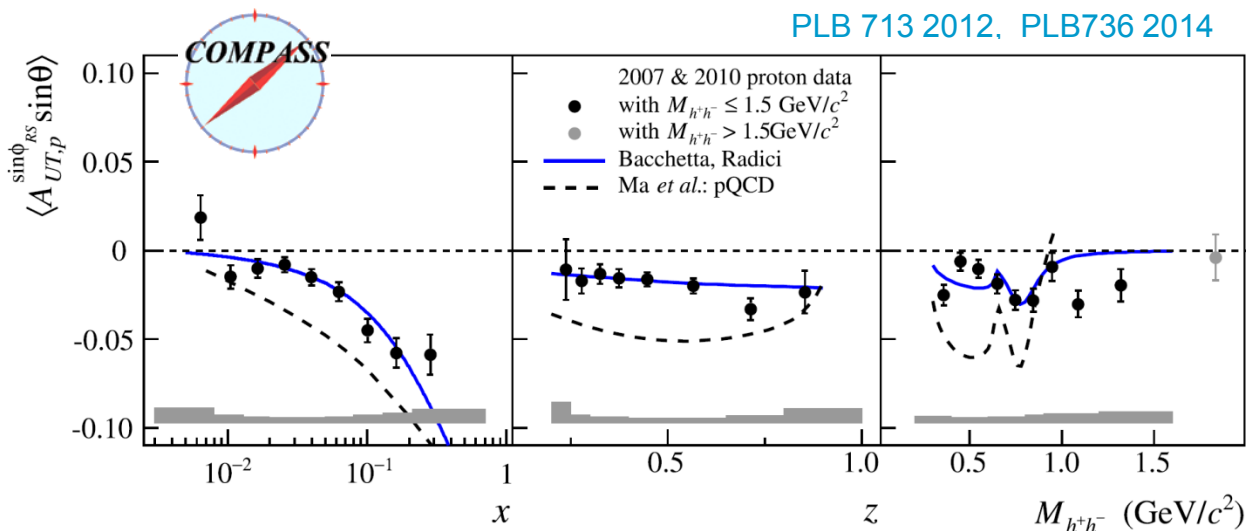 PLB 713 2012, PLB736 2014
COMPASS
⟨A^{sinϕ_{RS}}_{UT,p} sinθ⟩
0.10
0.05
0
-0.05
-0.10
2007 & 2010 proton data
with M_{h⁺h⁻} ≤ 1.5 GeV/c²
with M_{h⁺h⁻} > 1.5GeV/c²
Bacchetta, Radici
Ma et al.: pQCD
10⁻² 10⁻¹ 1
0.5 1.0
0.5 1.0 1.5
x
z
M_{h⁺h⁻} (GeV/c²)